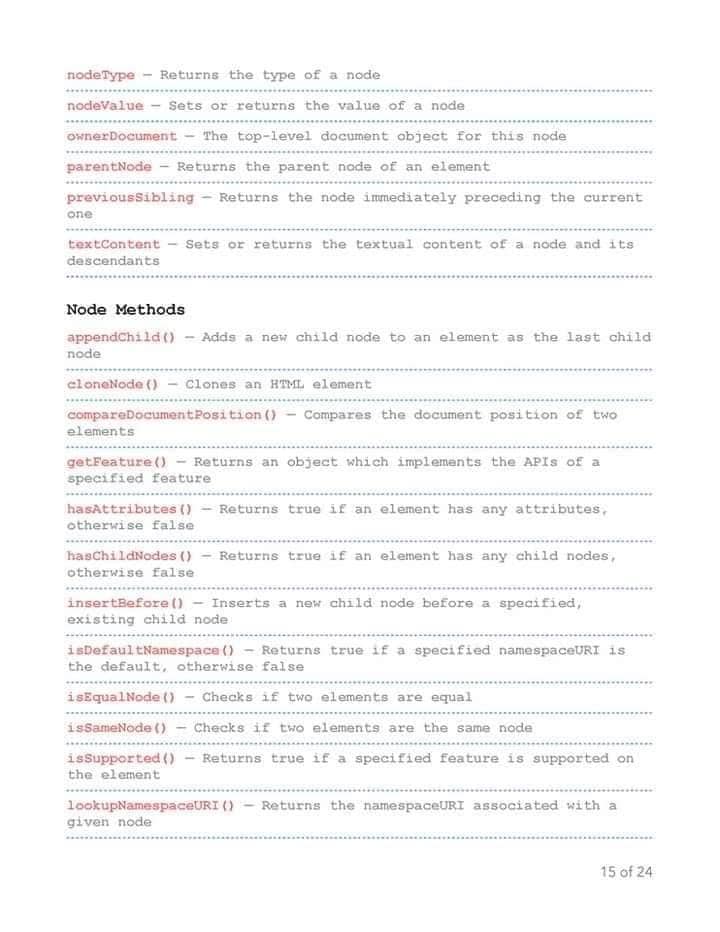 nodeType — Returns the type of a node
nodeValue — Sets or returns the value of a node
ownerDocument — The top-level document object for this node
parentNode — Returns the parent node of an element
previousSibling — Returns the node immediately preceding the current
one
textContent — Sets or returns the textual content of a node and its
descendants
Node Methods
appendChild() — Adds a new child node to an element as the last child
node
cloneNode() — Clones an HTML element
compareDocumentPosition() — Compares the document position of two
elements
getFeature() — Returns an object which implements the APIs of a
specified feature
hasAttributes() — Returns true if an element has any attributes,
otherwise false
hasChildNodes() — Returns true if an element has any child nodes,
otherwise false
insertBefore() — Inserts a new child node before a specified,
existing child node
isDefaultNamespace() — Returns true if a specified namespaceURI is
the default, otherwise false
isEqualNode() — Checks if two elements are equal
isSameNode() — Checks if two elements are the same node
isSupported() — Returns true if a specified feature is supported on
the element
lookupNamespaceURI() — Returns the namespaceURI associated with a
given node
15 of 24